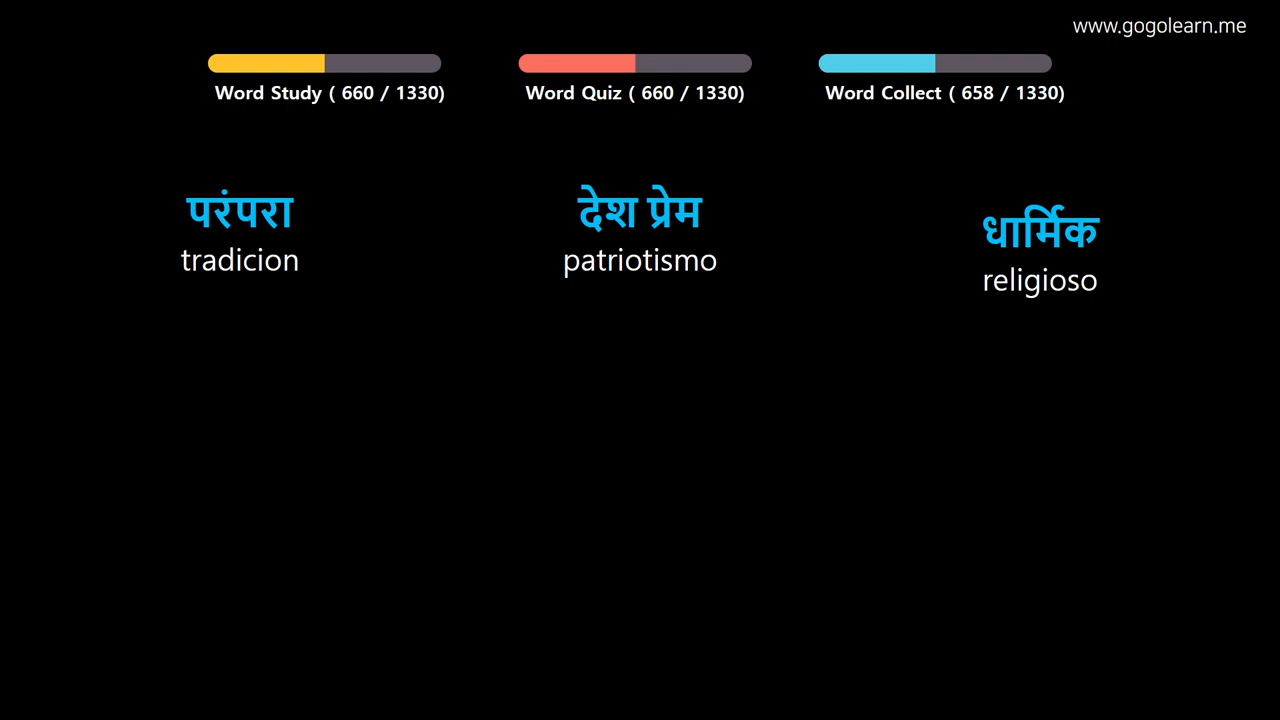 www.gogolearn.me
Word Study ( 660 / 1330)
Word Quiz ( 660 / 1330)
Word Collect ( 658 / 1330)
परंपरा
tradicion
देश प्रेम
patriotismo
धार्मिक
religioso